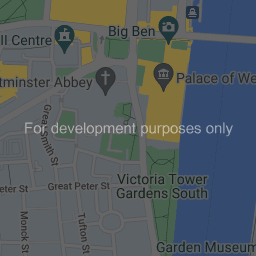 Big Ben
ll Centre
Palace of We
tminster Abbey
For development purposes only
Great Smith St
Great Peter St
eter St
Victoria Tower
Gardens South
Monck St
Tufton St
Garden Museum